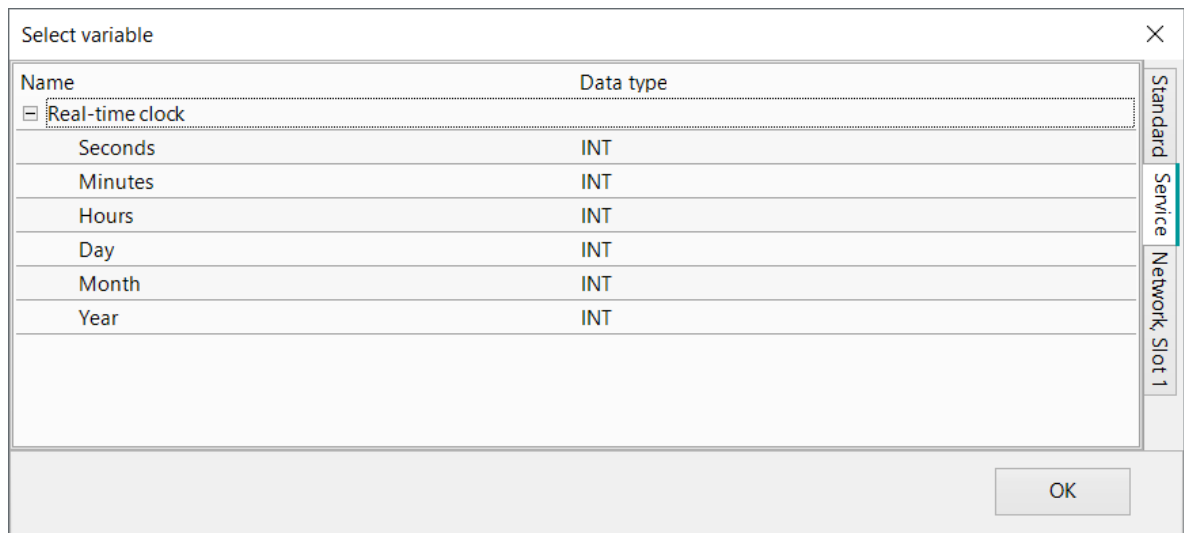 Select variable
Name Data type
Real-time clock
Seconds INT
Minutes INT
Hours INT
Day INT
Month INT
Year INT
Standard
Service
Network, Slot 1
OK